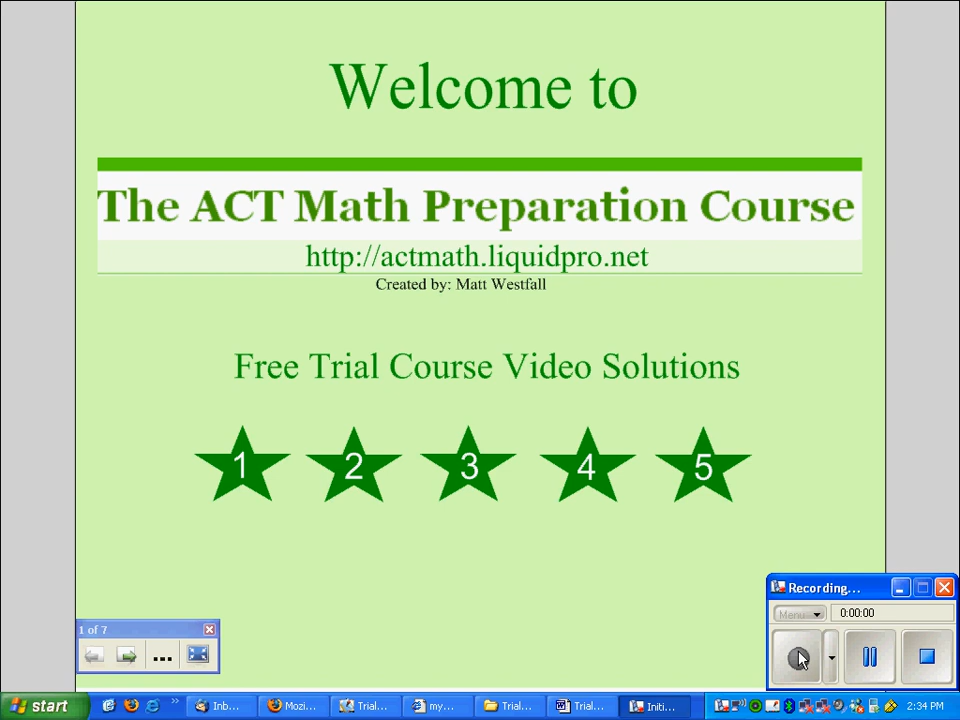 Welcome to
The ACT Math Preparation Course
http://actmath.liquidpro.net
Created by: Matt Westfall
Free Trial Course Video Solutions
1 2 3 4 5
Recording...
Menu 0:00:00
1 of 7
...
start » Inb... Mozi... Trial... my... Trial... Trial... Initi... 2:34 PM